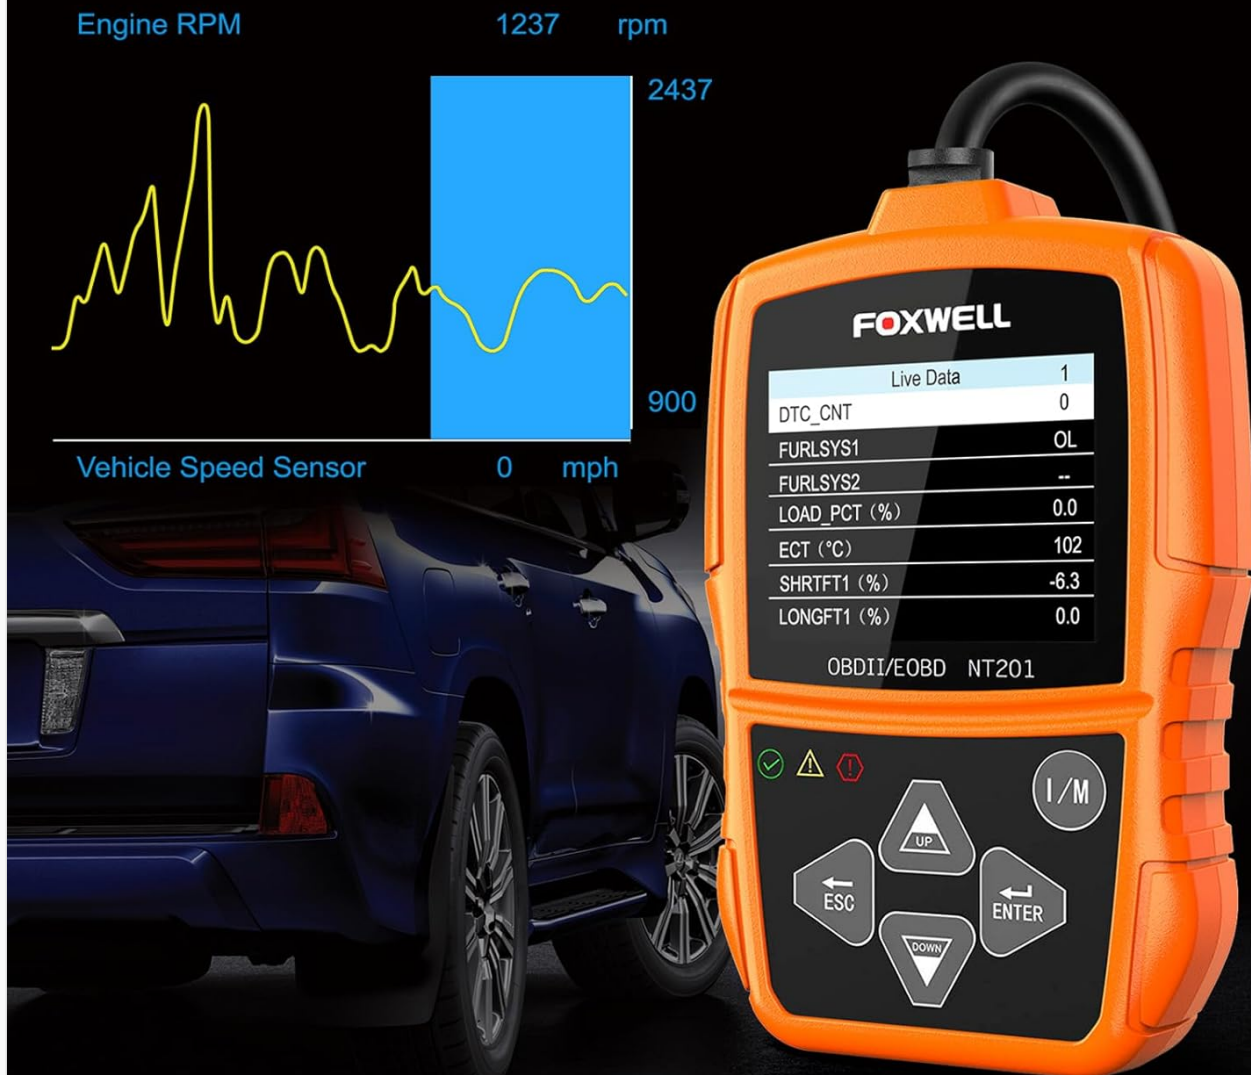 Engine RPM 1237 rpm
2437
900
Vehicle Speed Sensor 0 mph
FOXWELL
Live Data 1
DTC_CNT 0
FURLSYS1 OL
FURLSYS2 --
LOAD_PCT (%) 0.0
ECT (°C) 102
SHRTFT1 (%) -6.3
LONGFT1 (%) 0.0
OBDII/EOBD NT201
I/M
UP
ESC
ENTER
DOWN